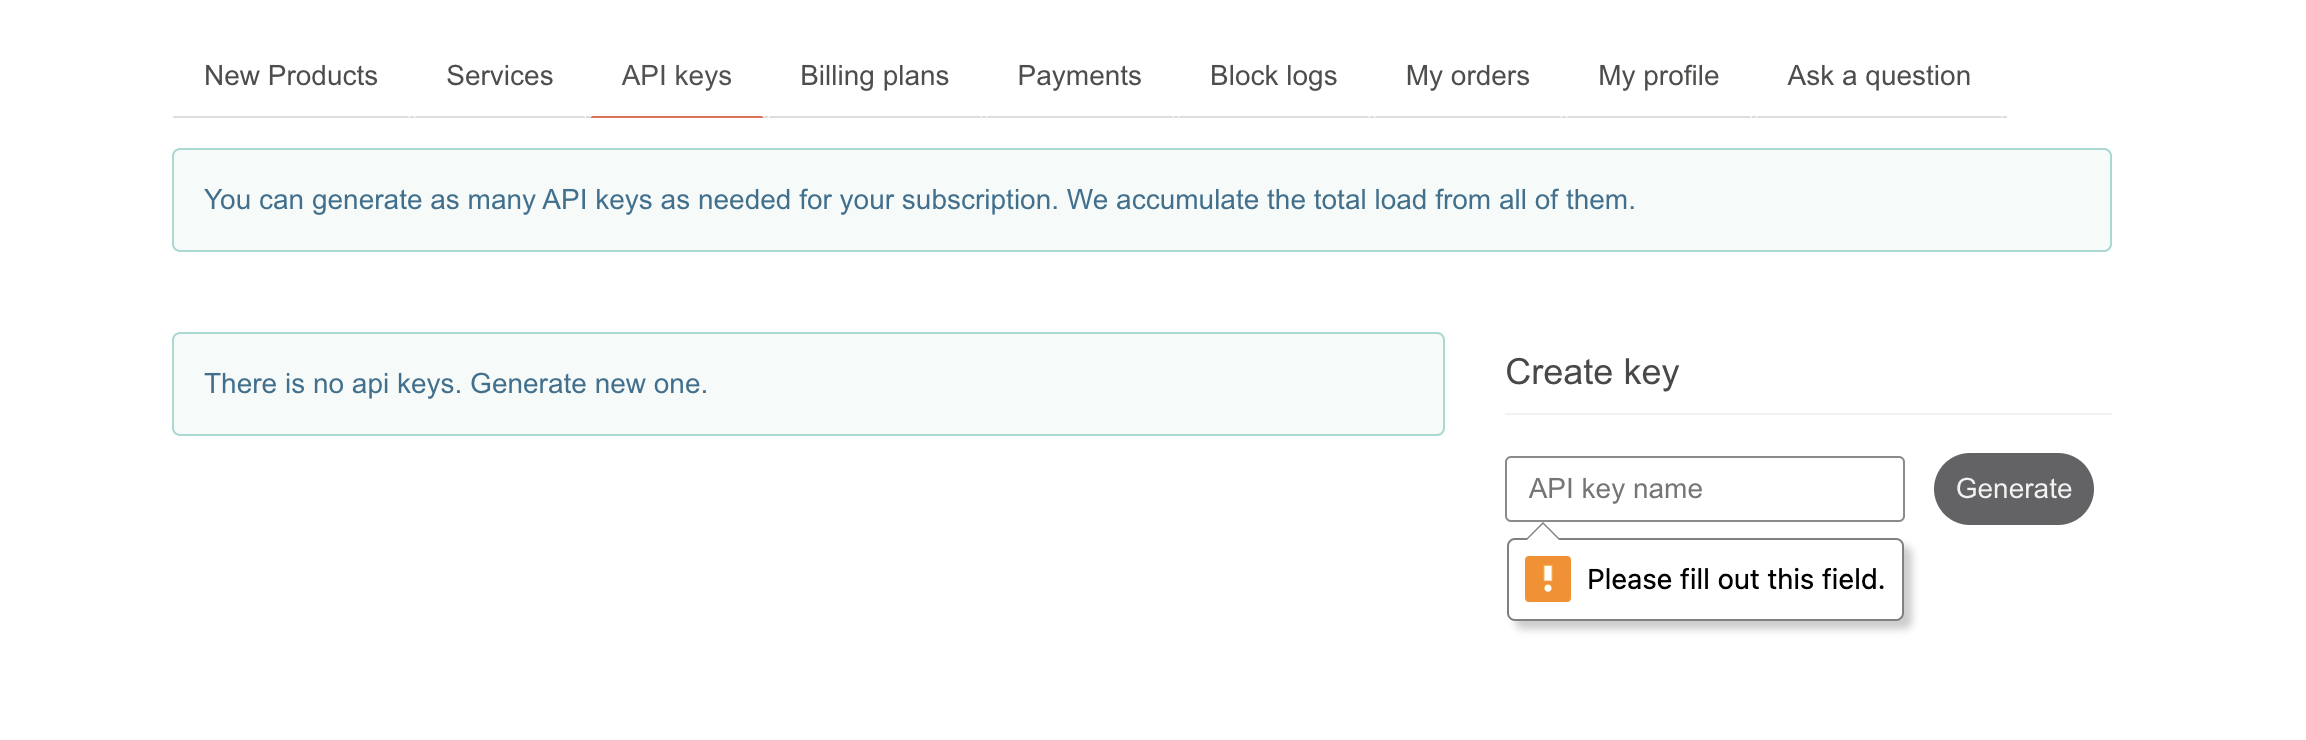 New Products Services API keys Billing plans Payments Block logs My orders My profile Ask a question
You can generate as many API keys as needed for your subscription. We accumulate the total load from all of them.
There is no api keys. Generate new one.
Create key
API key name Generate
Please fill out this field.